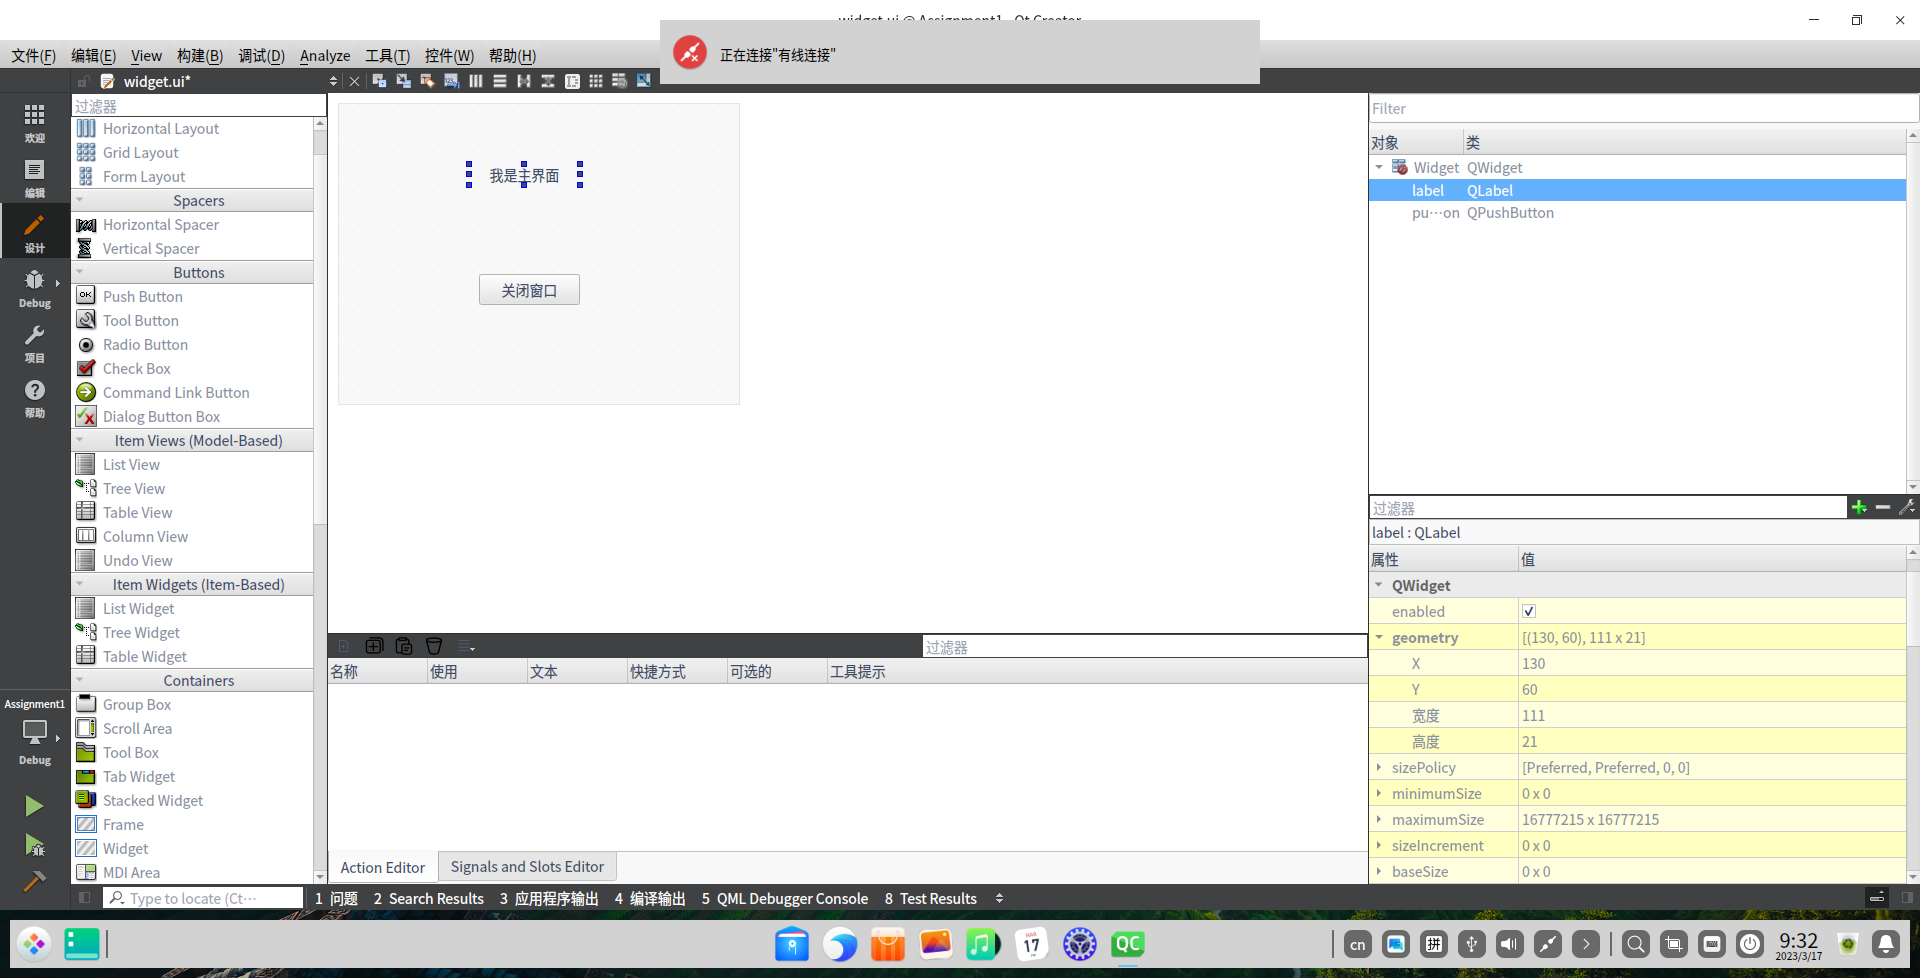 widget.ui @ Assignment1 - Qt Creator
正在连接"有线连接"
文件(F) 编辑(E) View 构建(B) 调试(D) Analyze 工具(T) 控件(W) 帮助(H)
widget.ui*
过滤器
Horizontal Layout
Grid Layout
Form Layout
Spacers
Horizontal Spacer
Vertical Spacer
Buttons
Push Button
Tool Button
Radio Button
Check Box
Command Link Button
Dialog Button Box
Item Views (Model-Based)
List View
Tree View
Table View
Column View
Undo View
Item Widgets (Item-Based)
List Widget
Tree Widget
Table Widget
Containers
Group Box
Scroll Area
Tool Box
Tab Widget
Stacked Widget
Frame
Widget
MDI Area
欢迎
编辑
设计
Debug
项目
帮助
Assignment1
Debug
我是主界面
关闭窗口
Filter
对象 类
Widget QWidget
label QLabel
pu···on QPushButton
过滤器
label : QLabel
属性 值
QWidget
enabled
geometry [(130, 60), 111 x 21]
X 130
Y 60
宽度 111
高度 21
sizePolicy [Preferred, Preferred, 0, 0]
minimumSize 0 x 0
maximumSize 16777215 x 16777215
sizeIncrement 0 x 0
baseSize 0 x 0
过滤器
名称 使用 文本 快捷方式 可选的 工具提示
Action Editor Signals and Slots Editor
Type to locate (Ct···
1 问题 2 Search Results 3 应用程序输出 4 编译输出 5 QML Debugger Console 8 Test Results
MAR
17
QC
cn
拼
9:32
2023/3/17